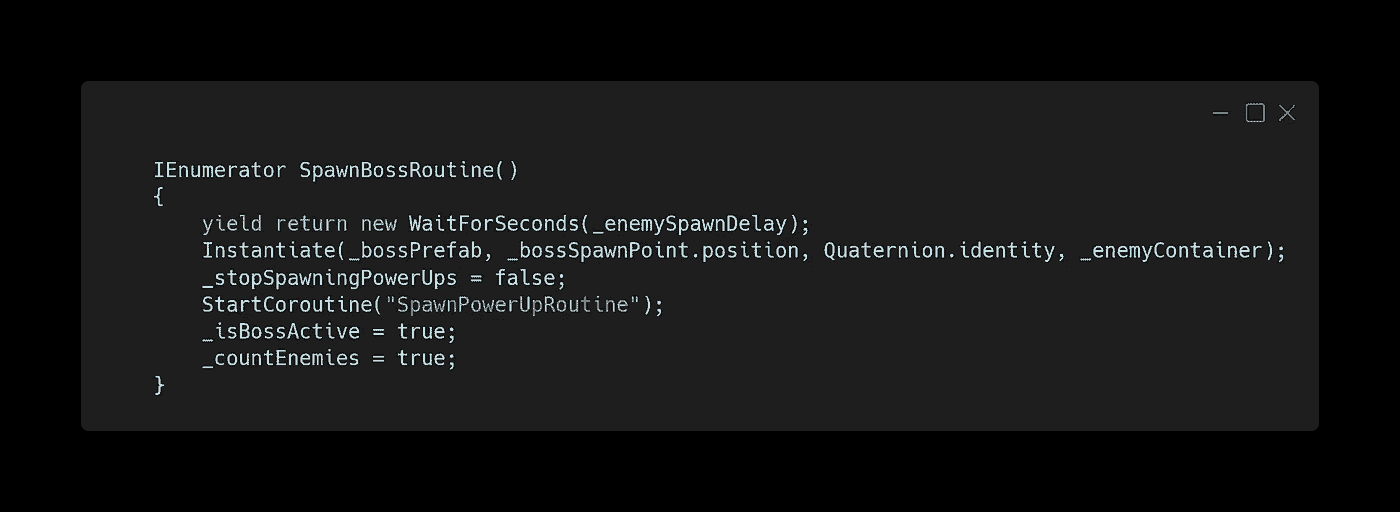 IEnumerator SpawnBossRoutine()
{
    yield return new WaitForSeconds(_enemySpawnDelay);
    Instantiate(_bossPrefab, _bossSpawnPoint.position, Quaternion.identity, _enemyContainer);
    _stopSpawningPowerUps = false;
    StartCoroutine("SpawnPowerUpRoutine");
    _isBossActive = true;
    _countEnemies = true;
}